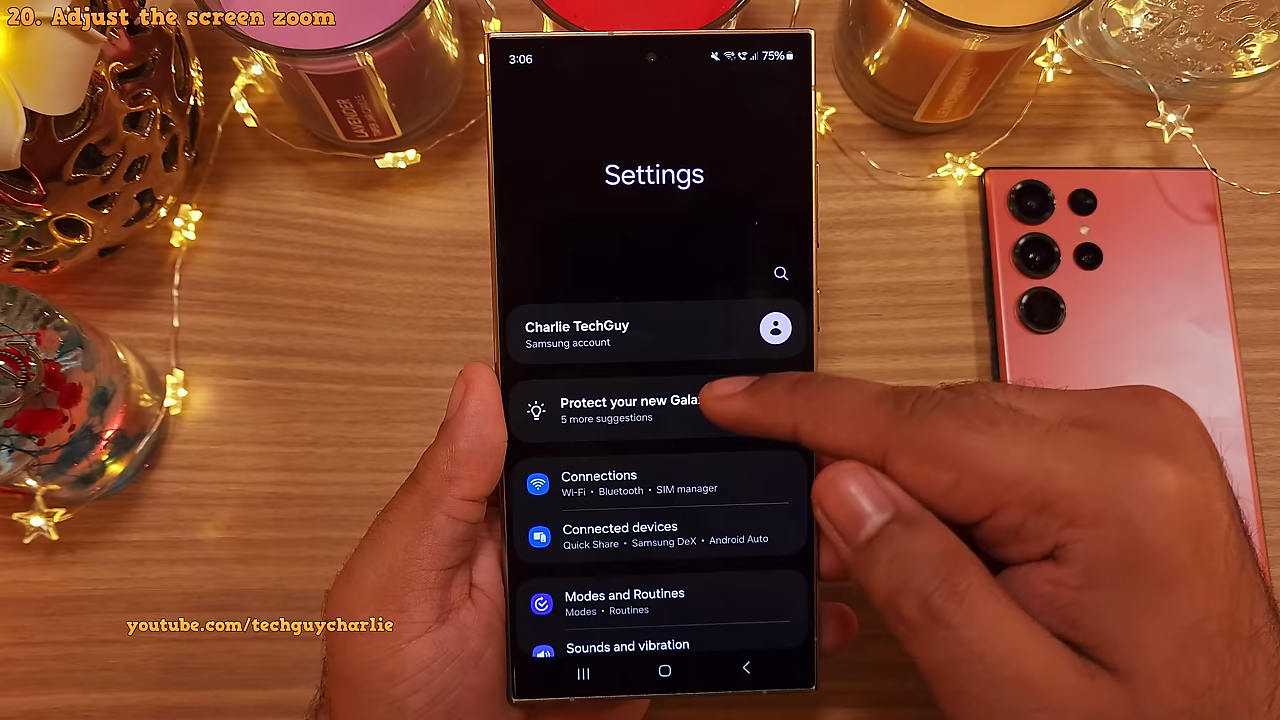 20. Adjust the screen zoom
3:06
75%
Settings
Charlie TechGuy
Samsung account
Protect your new
5 more suggestions
Connections
Wi-Fi • Bluetooth • SIM manager
Connected devices
Quick Share • Samsung DeX • Android Auto
Modes and Routines
Modes • Routines
Sounds and vibration
youtube.com/techguycharlie
LAVENDER